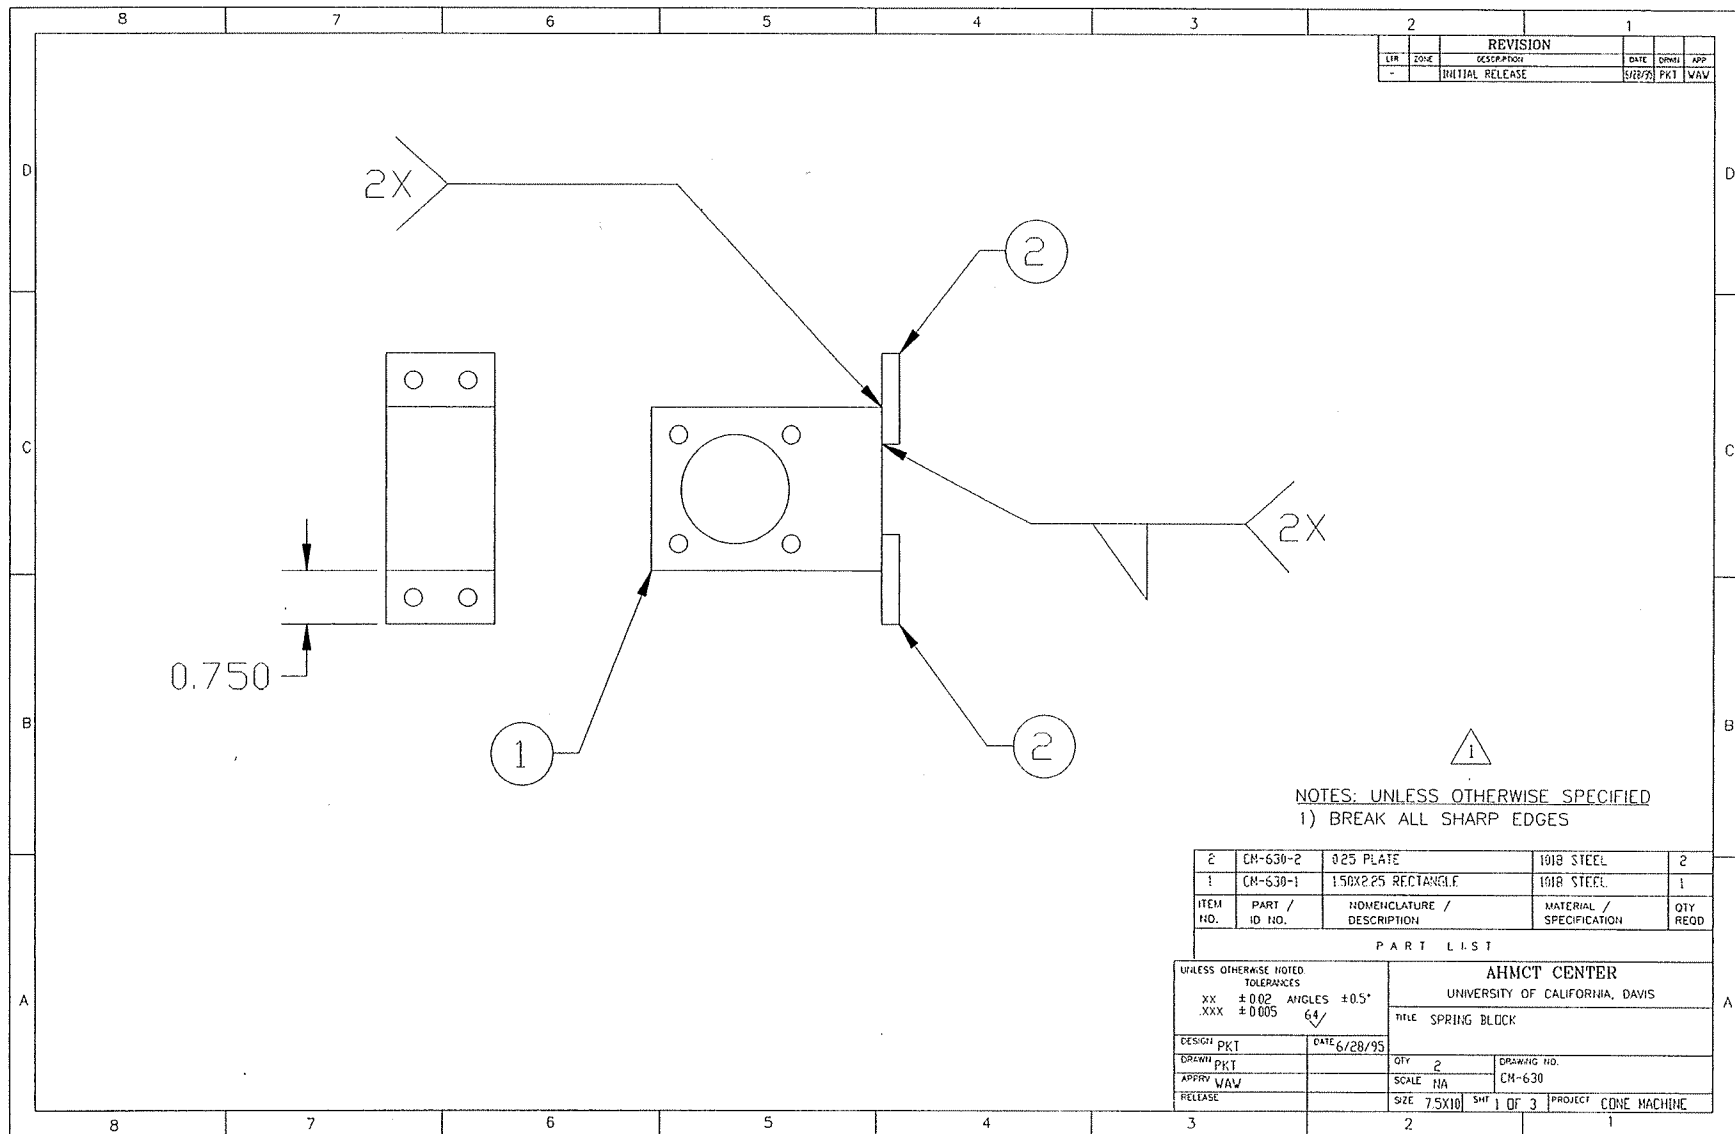 8 7 6 5 4 3 2 1
REVISION
LTR ZONE DESCRIPTION DATE DRWN APP
- INITIAL RELEASE 6/28/95 PKT WAW
D D
2X
2
C C
2X
0.750
B B
1
2
1
NOTES: UNLESS OTHERWISE SPECIFIED
1) BREAK ALL SHARP EDGES
2 CM-630-2 0.25 PLATE 1018 STEEL 2
1 CM-630-1 1.50X2.25 RECTANGLE 1018 STEEL 1
ITEM NO. PART / ID NO. NOMENCLATURE / DESCRIPTION MATERIAL / SPECIFICATION QTY REQD
PART LIST
UNLESS OTHERWISE NOTED
TOLERANCES
.XX ±0.02 ANGLES ±0.5°
.XXX ±0.005 64
AHMCT CENTER
UNIVERSITY OF CALIFORNIA, DAVIS
A A
TITLE SPRING BLOCK
DESIGN PKT DATE 6/28/95
DRAWN PKT
APPRV WAW
RELEASE
QTY 2 DRAWING NO.
SCALE NA CM-630
SIZE 7.5X10 SHT 1 OF 3 PROJECT CONE MACHINE
8 7 6 5 4 3 2 1